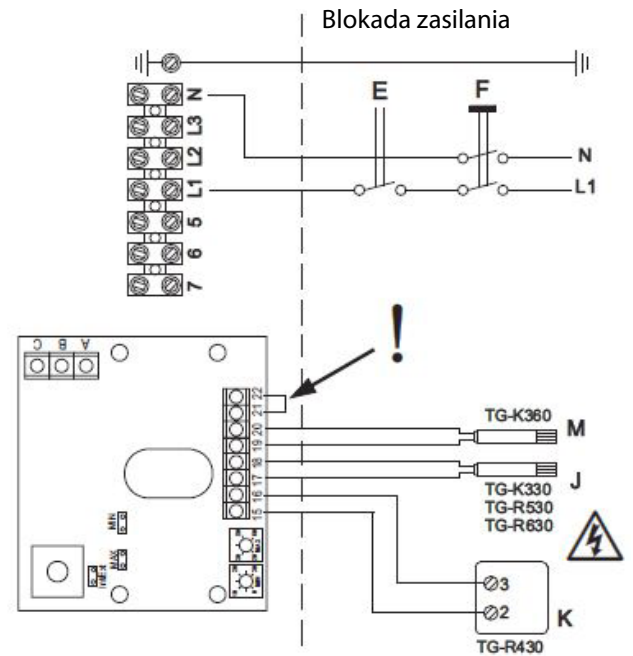 Blokada zasilania
N
L3
L2
L1
5
6
7
E
F
N
L1
!
C B A
22
21
20
19
18
17
16
15
TG-K360
M
TG-K330
TG-R530
TG-R630
J
MIN
MAX
3
2
K
TG-R430